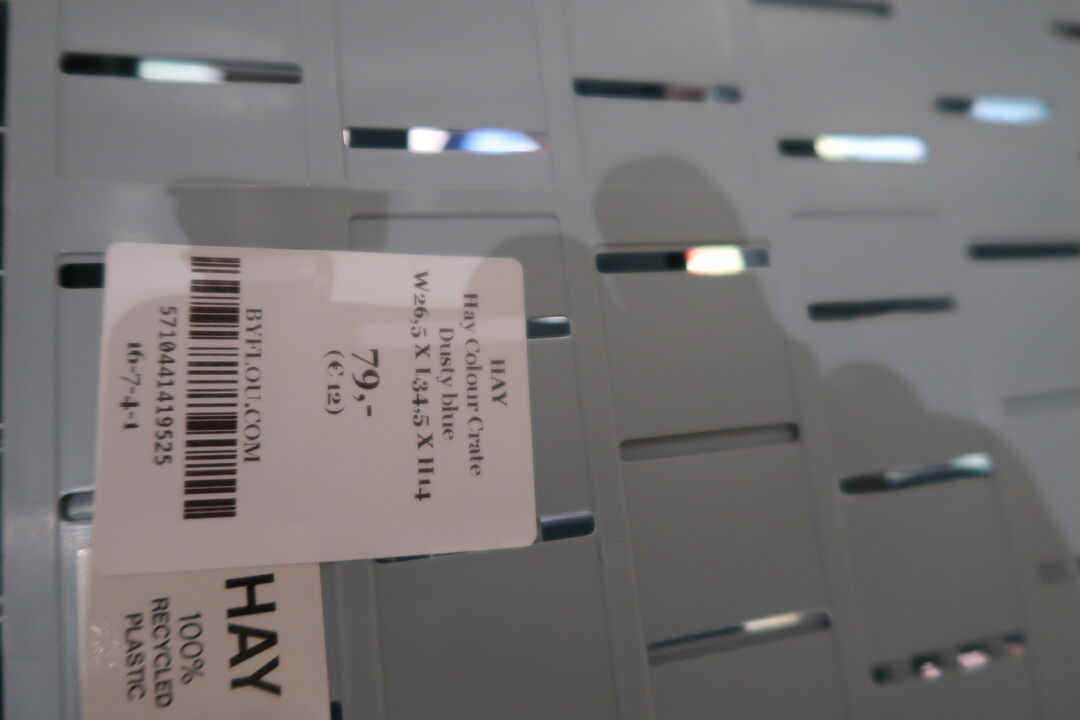 HAY
Hay Colour Crate
Dusty blue
W26,5 X L34,5 X H14
79,-
(€ 12)
BYFLOU.COM
5710441419525
16-7-4-1
HAY
100%
RECYCLED
PLASTIC